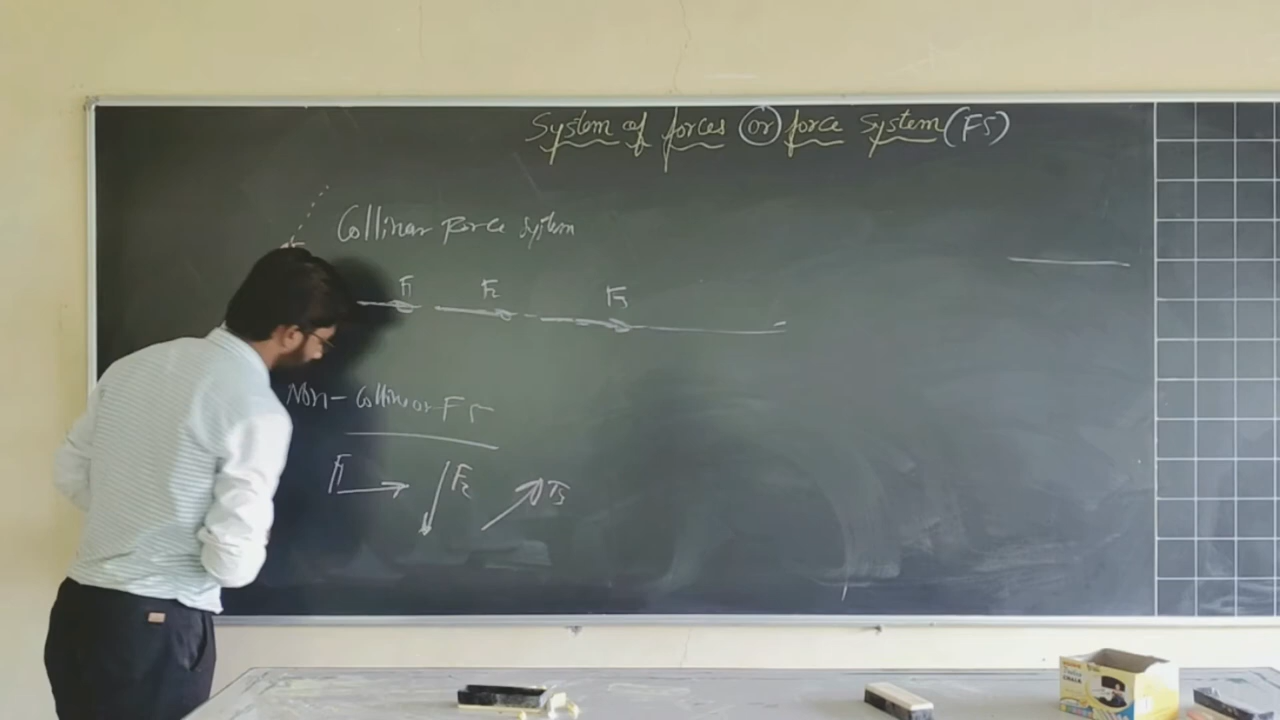 System of forces (or) force System (FS)
Collinear force system
F1 F2 F3
Non-Collinear FS
F1 F2 F3
CHALK